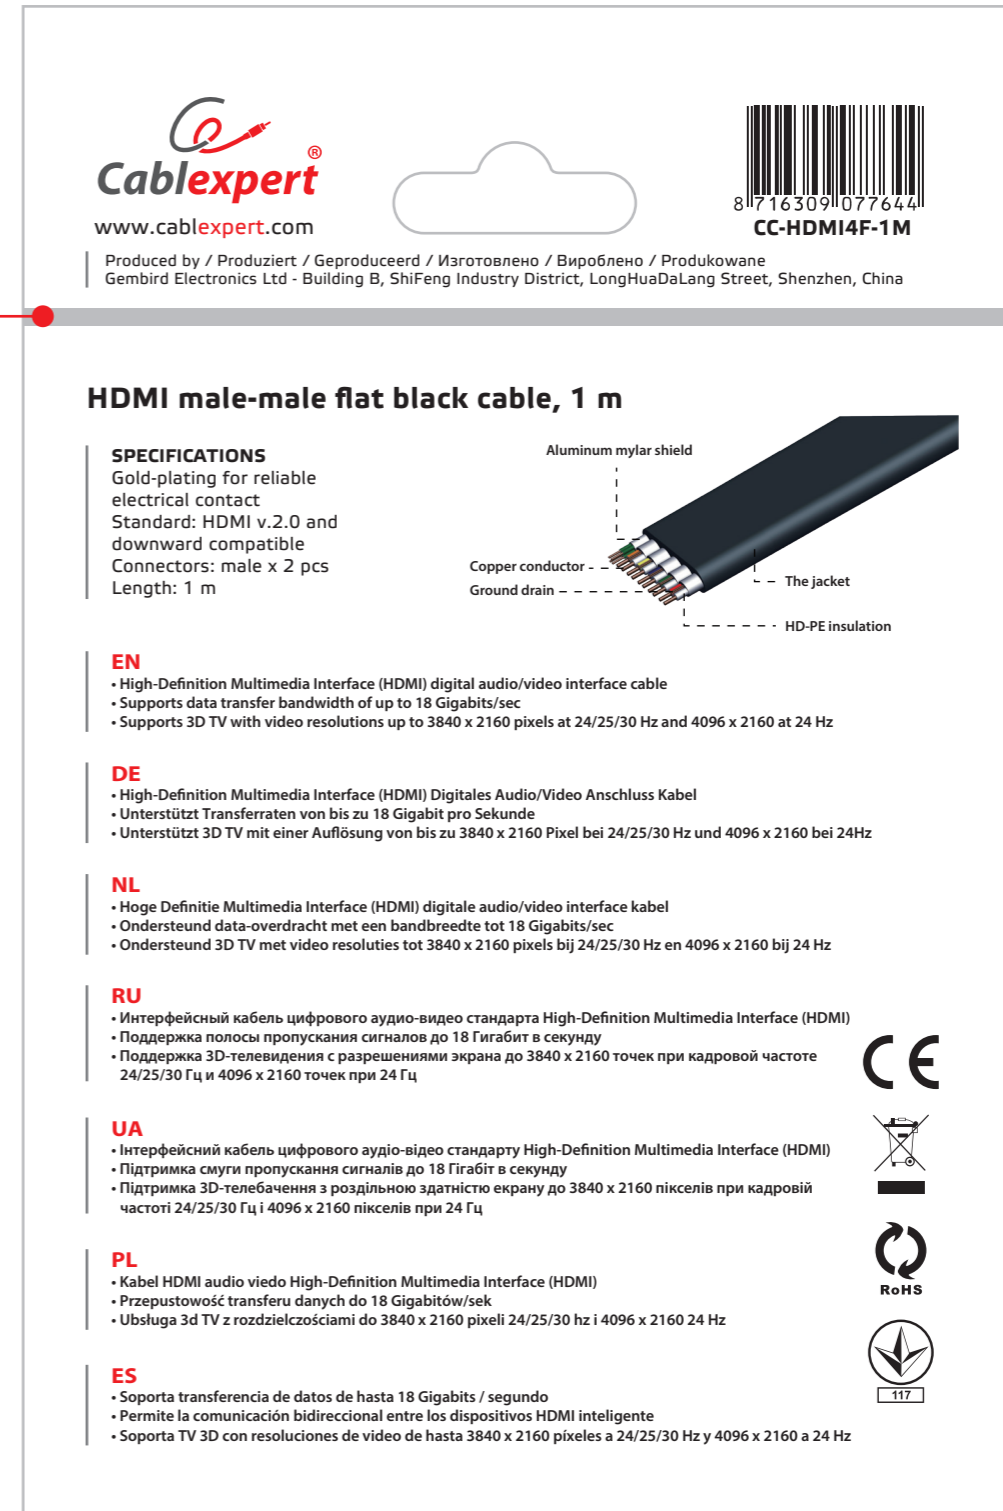 Cablexpert®
www.cablexpert.com
8 716309 077644
CC-HDMI4F-1M
Produced by / Produziert / Geproduceerd / Изготовлено / Вироблено / Produkowane
Gembird Electronics Ltd - Building B, ShiFeng Industry District, LongHuaDaLang Street, Shenzhen, China
HDMI male-male flat black cable, 1 m
SPECIFICATIONS
Gold-plating for reliable
electrical contact
Standard: HDMI v.2.0 and
downward compatible
Connectors: male x 2 pcs
Length: 1 m
Aluminum mylar shield
Copper conductor
Ground drain
The jacket
HD-PE insulation
EN
• High-Definition Multimedia Interface (HDMI) digital audio/video interface cable
• Supports data transfer bandwidth of up to 18 Gigabits/sec
• Supports 3D TV with video resolutions up to 3840 x 2160 pixels at 24/25/30 Hz and 4096 x 2160 at 24 Hz
DE
• High-Definition Multimedia Interface (HDMI) Digitales Audio/Video Anschluss Kabel
• Unterstützt Transferraten von bis zu 18 Gigabit pro Sekunde
• Unterstützt 3D TV mit einer Auflösung von bis zu 3840 x 2160 Pixel bei 24/25/30 Hz und 4096 x 2160 bei 24Hz
NL
• Hoge Definitie Multimedia Interface (HDMI) digitale audio/video interface kabel
• Ondersteund data-overdracht met een bandbreedte tot 18 Gigabits/sec
• Ondersteund 3D TV met video resoluties tot 3840 x 2160 pixels bij 24/25/30 Hz en 4096 x 2160 bij 24 Hz
RU
• Интерфейсный кабель цифрового аудио-видео стандарта High-Definition Multimedia Interface (HDMI)
• Поддержка полосы пропускания сигналов до 18 Гигабит в секунду
• Поддержка 3D-телевидения с разрешениями экрана до 3840 x 2160 точек при кадровой частоте
24/25/30 Гц и 4096 x 2160 точек при 24 Гц
UA
• Інтерфейсний кабель цифрового аудіо-відео стандарту High-Definition Multimedia Interface (HDMI)
• Підтримка смуги пропускання сигналів до 18 Гігабіт в секунду
• Підтримка 3D-телебачення з роздільною здатністю екрану до 3840 x 2160 пікселів при кадровій
частоті 24/25/30 Гц і 4096 x 2160 пікселів при 24 Гц
PL
• Kabel HDMI audio viedo High-Definition Multimedia Interface (HDMI)
• Przepustowość transferu danych do 18 Gigabitów/sek
• Ubsługa 3d TV z rozdzielczościami do 3840 x 2160 pixeli 24/25/30 hz i 4096 x 2160 24 Hz
ES
• Soporta transferencia de datos de hasta 18 Gigabits / segundo
• Permite la comunicación bidireccional entre los dispositivos HDMI inteligente
• Soporta TV 3D con resoluciones de video de hasta 3840 x 2160 píxeles a 24/25/30 Hz y 4096 x 2160 a 24 Hz
CE
RoHS
117